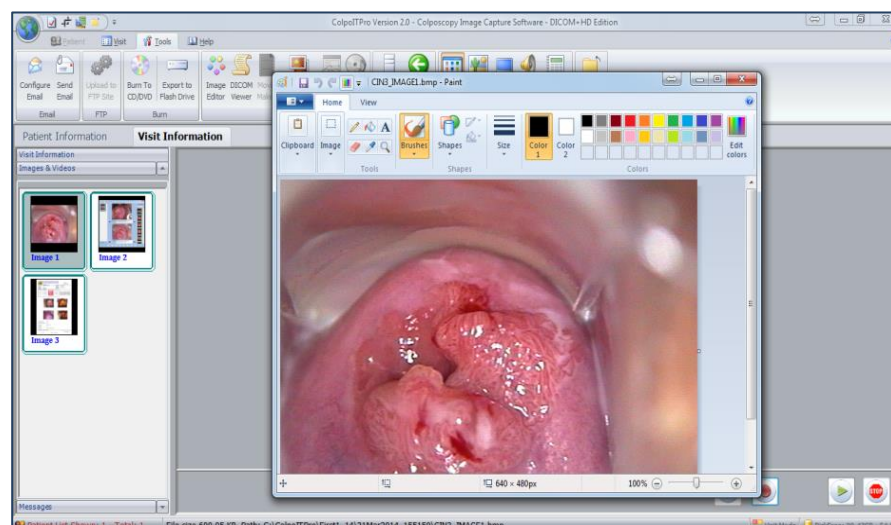 ColpoITPro Version 2.0 - Colposcopy Image Capture Software - DICOM+HD Edition
Patient Visit Tools Help
Configure Email
Send Email
Upload to FTP Site
Burn To CD/DVD
Export to Flash Drive
Image Editor
DICOM Viewer
Email FTP Burn
Patient Information Visit Information
Visit Information
Images & Videos
Image 1
Image 2
Image 3
Messages
CIN3_IMAGE1.bmp - Paint
Home View
Clipboard
Image
A
Brushes
Shapes
Size
Color 1
Color 2
Edit colors
Tools Shapes Colors
640 × 480px 100%
STOP